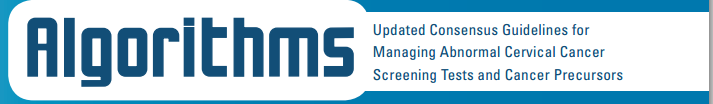 Algorithms
Updated Consensus Guidelines for
Managing Abnormal Cervical Cancer
Screening Tests and Cancer Precursors